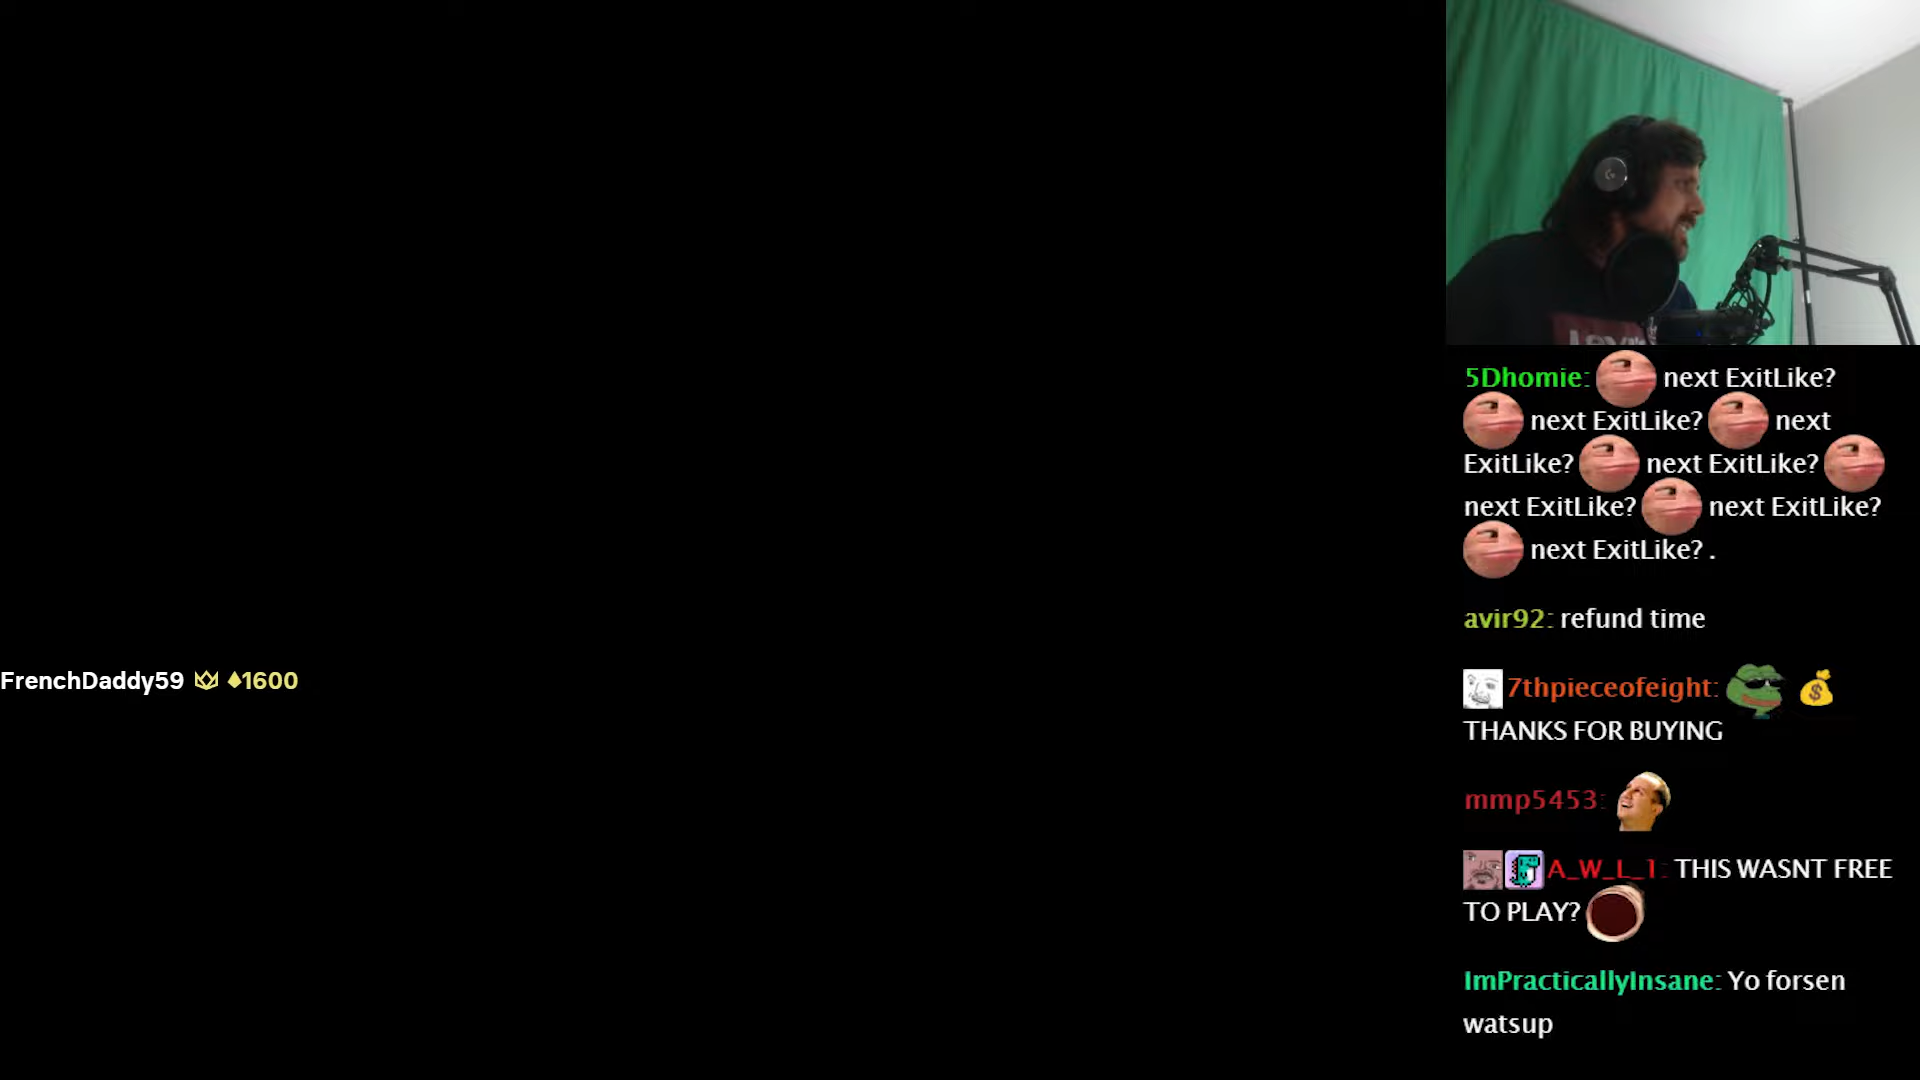 5Dhomie: next ExitLike?
next ExitLike? next
ExitLike? next ExitLike?
next ExitLike? next ExitLike?
next ExitLike? .
avir92: refund time
FrenchDaddy59 1600
7thpieceofeight:
THANKS FOR BUYING
mmp5453:
A_W_L_1: THIS WASNT FREE
TO PLAY?
ImPracticallyInsane: Yo forsen
watsup